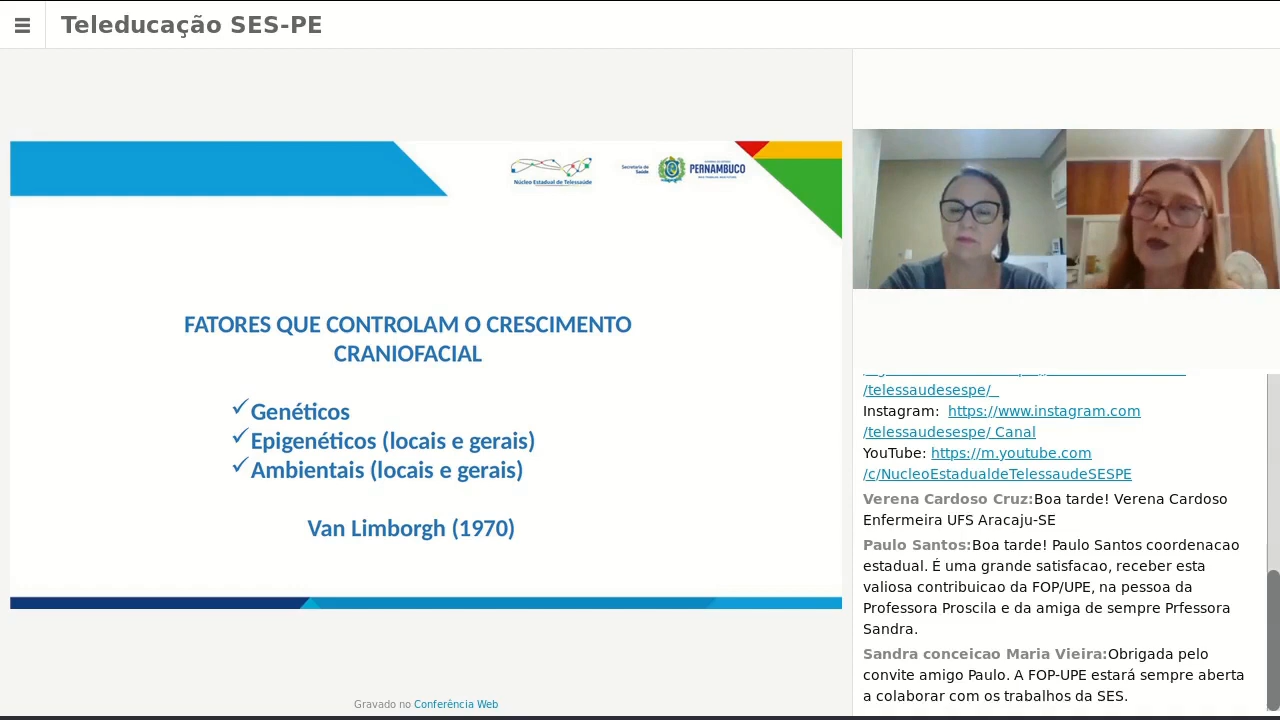 Teleducação SES-PE
Núcleo Estadual de Telessaúde
Secretaria de
Saúde
PERNAMBUCO
FATORES QUE CONTROLAM O CRESCIMENTO
CRANIOFACIAL
Genéticos
Epigenéticos (locais e gerais)
Ambientais (locais e gerais)
Van Limborgh (1970)
Gravado no Conferência Web
/telessaudesespe/
Instagram: https://www.instagram.com
/telessaudesespe/ Canal
YouTube: https://m.youtube.com
/c/NucleoEstadualdeTelessaudeSESPE
Verena Cardoso Cruz:Boa tarde! Verena Cardoso
Enfermeira UFS Aracaju-SE
Paulo Santos:Boa tarde! Paulo Santos coordenacao
estadual. É uma grande satisfacao, receber esta
valiosa contribuicao da FOP/UPE, na pessoa da
Professora Proscila e da amiga de sempre Prfessora
Sandra.
Sandra conceicao Maria Vieira:Obrigada pelo
convite amigo Paulo. A FOP-UPE estará sempre aberta
a colaborar com os trabalhos da SES.